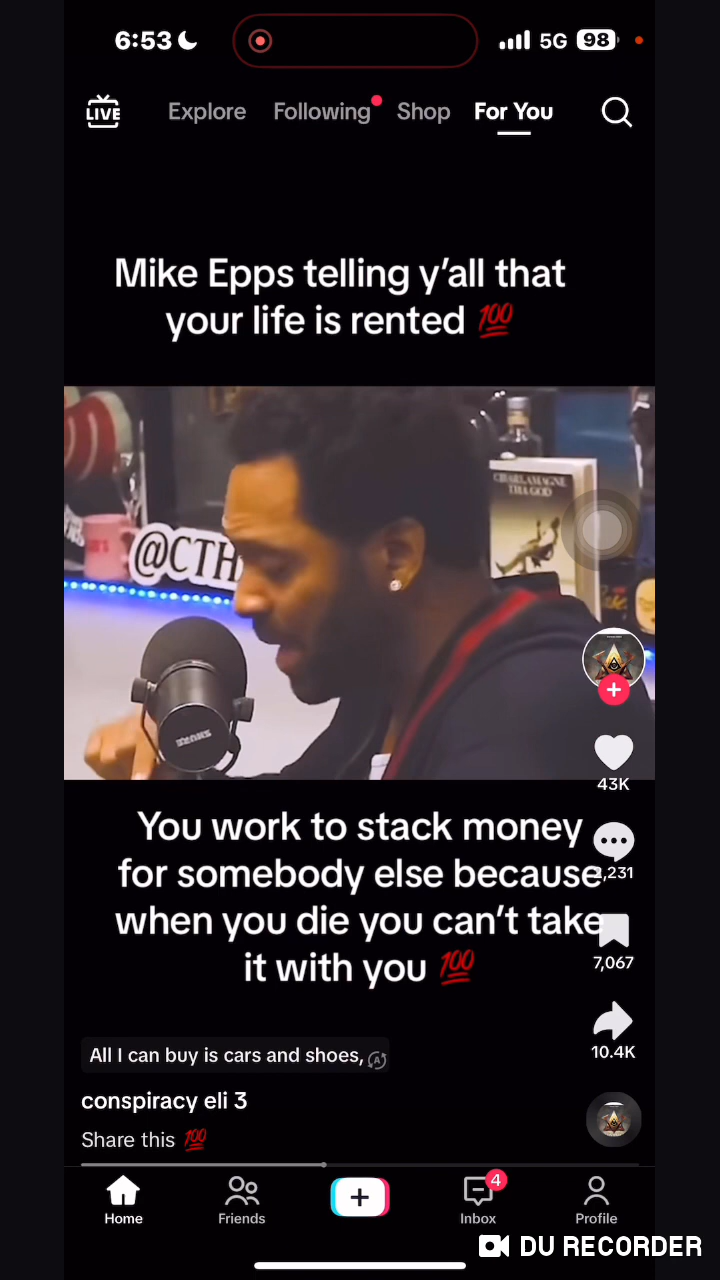 6:53
5G
98
LIVE
Explore
Following
Shop
For You
Mike Epps telling y'all that
your life is rented 💯
CHARLAMAGNE
THA GOD
@CTH
You work to stack money
for somebody else because
when you die you can't take
it with you 💯
43K
2,231
7,067
10.4K
All I can buy is cars and shoes,
conspiracy eli 3
Share this 💯
Home
Friends
Inbox
4
Profile
DU RECORDER